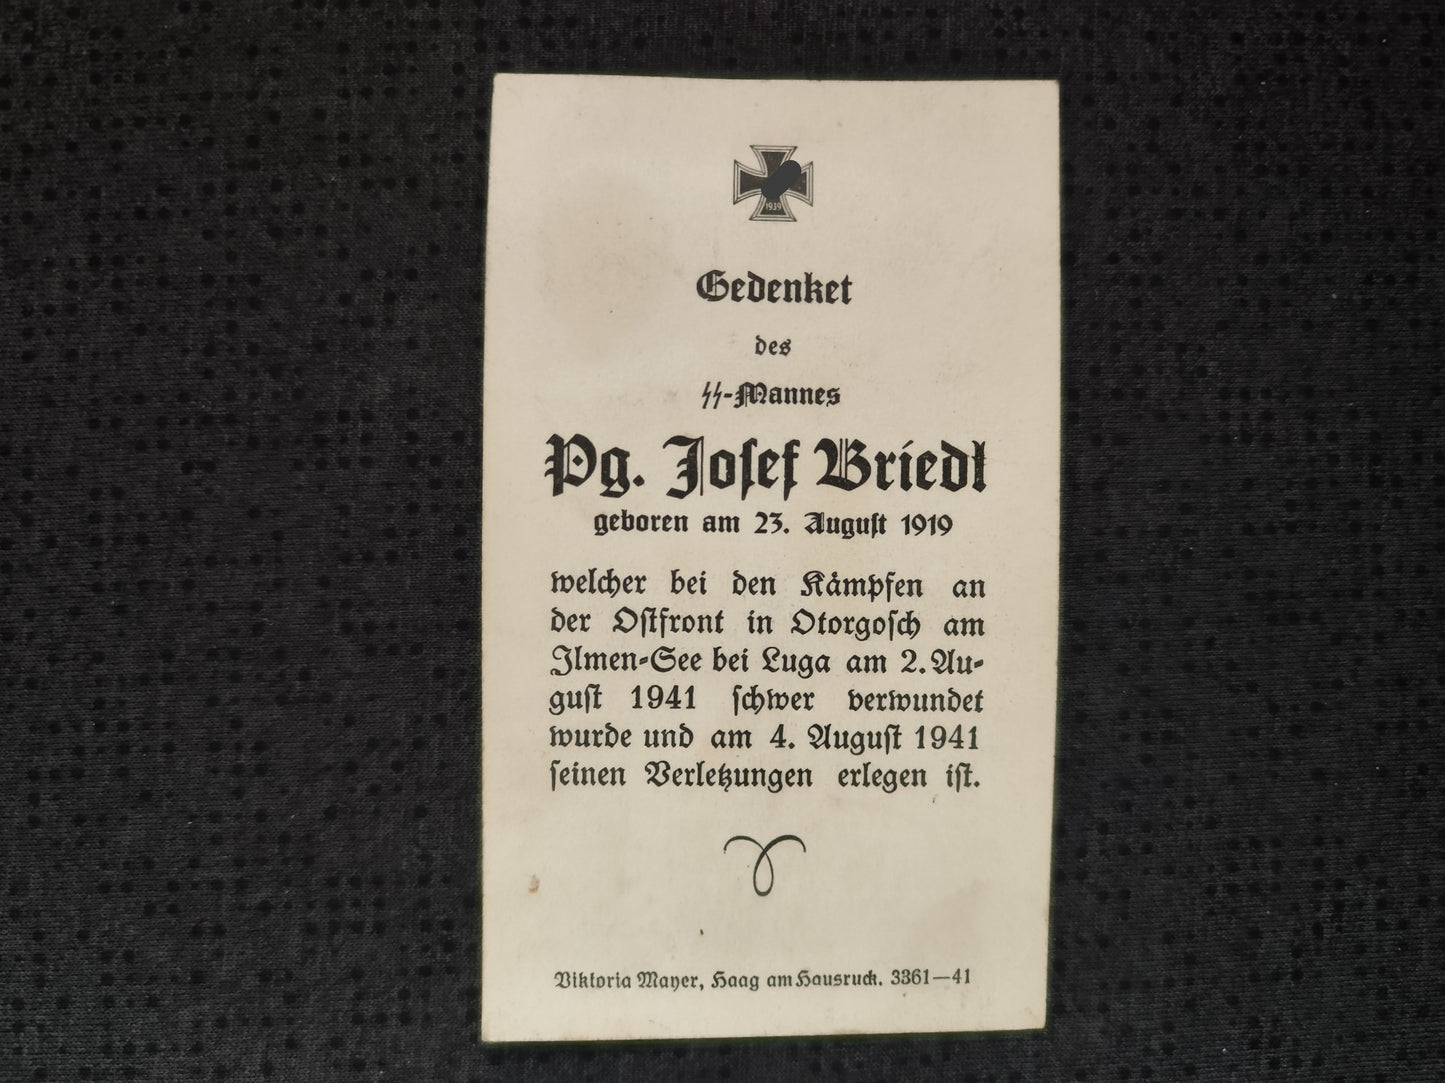 1939
Gedenket
des
ᛋᛋ-Mannes
Pg. Josef Briedl
geboren am 23. August 1919
welcher bei den Kämpfen an
der Ostfront in Otorgosch am
Ilmen-See bei Luga am 2. Au-
gust 1941 schwer verwundet
wurde und am 4. August 1941
seinen Verletzungen erlegen ist.
Viktoria Mayer, Haag am Hausruck. 3361—41